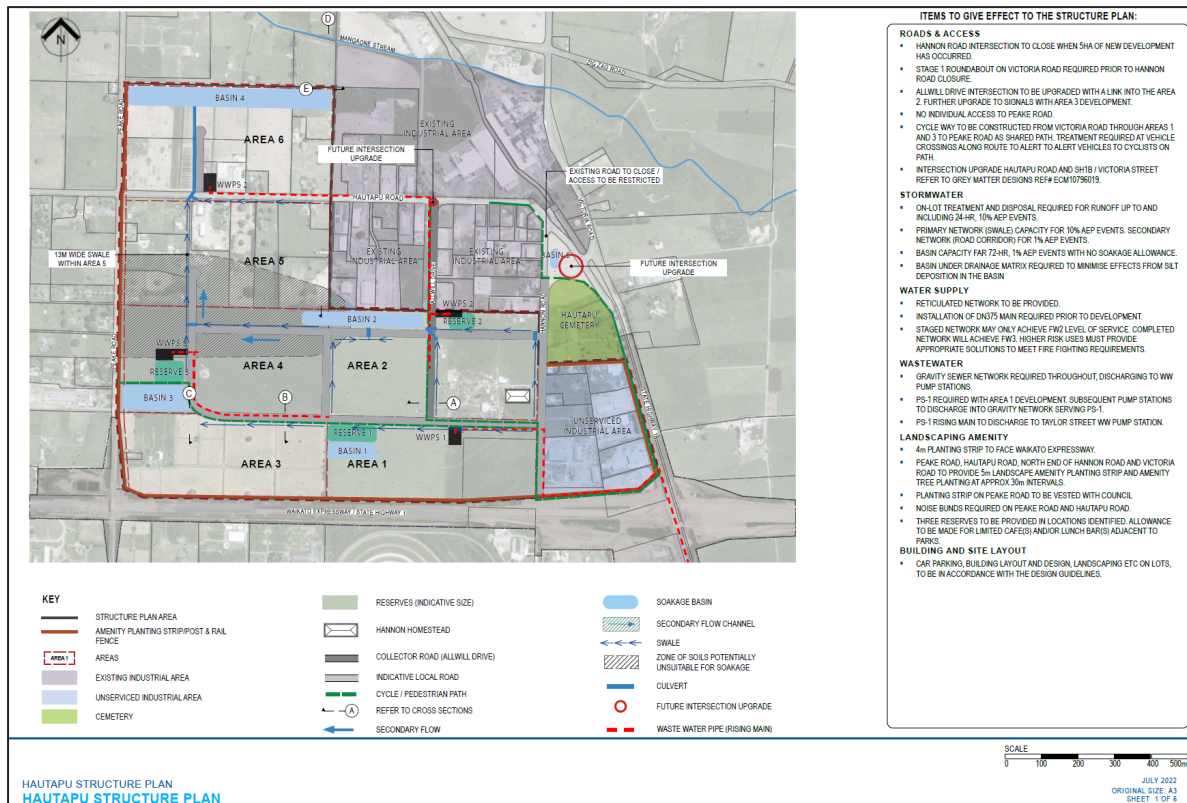 N
D
MANGAONE STREAM
ZIG ZAG ROAD
E
PEAKE ROAD
BASIN 4
EXISTING
INDUSTRIAL AREA
AREA 6
FUTURE INTERSECTION
UPGRADE
EXISTING ROAD TO CLOSE /
ACCESS TO BE RESTRICTED
WWPS 2
HAUTAPU ROAD
VICTORIA ROAD
13M WIDE SWALE
WITHIN AREA 5
AREA 5
EXISTING
INDUSTRIAL AREA
EXISTING
INDUSTRIAL AREA
BASIN 5
FUTURE INTERSECTION
UPGRADE
ALLWILL DRIVE
HANNON ROAD
WWPS 2
BASIN 2
RESERVE 2
HAUTAPU
CEMETERY
PEAKE ROAD
WWPS 3
AREA 4
AREA 2
RESERVE 3
BASIN 3
C
B
A
STATE HIGHWAY 1B
UNSERVICED
INDUSTRIAL AREA
RESERVE 1
WWPS 1
BASIN 1
AREA 3
AREA 1
WAIKATO EXPRESSWAY / STATE HIGHWAY 1
ITEMS TO GIVE EFFECT TO THE STRUCTURE PLAN:
ROADS & ACCESS
▪ HANNON ROAD INTERSECTION TO CLOSE WHEN 5HA OF NEW DEVELOPMENT
HAS OCCURRED.
▪ STAGE 1 ROUNDABOUT ON VICTORIA ROAD REQUIRED PRIOR TO HANNON
ROAD CLOSURE.
▪ ALLWILL DRIVE INTERSECTION TO BE UPGRADED WITH A LINK INTO THE AREA
2. FURTHER UPGRADE TO SIGNALS WITH AREA 3 DEVELOPMENT.
▪ NO INDIVIDUAL ACCESS TO PEAKE ROAD.
▪ CYCLE WAY TO BE CONSTRUCTED FROM VICTORIA ROAD THROUGH AREAS 1
AND 3 TO PEAKE ROAD AS SHARED PATH. TREATMENT REQUIRED AT VEHICLE
CROSSINGS ALONG ROUTE TO ALERT TO ALERT VEHICLES TO CYCLISTS ON
PATH.
▪ INTERSECTION UPGRADE HAUTAPU ROAD AND SH1B / VICTORIA STREET
REFER TO GREY MATTER DESIGNS REF# ECM10796019.
STORMWATER
▪ ON-LOT TREATMENT AND DISPOSAL REQUIRED FOR RUNOFF UP TO AND
INCLUDING 24-HR, 10% AEP EVENTS.
▪ PRIMARY NETWORK (SWALE) CAPACITY FOR 10% AEP EVENTS. SECONDARY
NETWORK (ROAD CORRIDOR) FOR 1% AEP EVENTS.
▪ BASIN CAPACITY FAR 72-HR, 1% AEP EVENTS WITH NO SOAKAGE ALLOWANCE.
▪ BASIN UNDER DRAINAGE MATRIX REQUIRED TO MINIMISE EFFECTS FROM SILT
DEPOSITION IN THE BASIN
WATER SUPPLY
▪ RETICULATED NETWORK TO BE PROVIDED.
▪ INSTALLATION OF DN375 MAIN REQUIRED PRIOR TO DEVELOPMENT.
▪ STAGED NETWORK MAY ONLY ACHIEVE FW2 LEVEL OF SERVICE. COMPLETED
NETWORK WILL ACHIEVE FW3. HIGHER RISK USES MUST PROVIDE
APPROPRIATE SOLUTIONS TO MEET FIRE FIGHTING REQUIREMENTS.
WASTEWATER
▪ GRAVITY SEWER NETWORK REQUIRED THROUGHOUT, DISCHARGING TO WW
PUMP STATIONS.
▪ PS-1 REQUIRED WITH AREA 1 DEVELOPMENT. SUBSEQUENT PUMP STATIONS
TO DISCHARGE INTO GRAVITY NETWORK SERVING PS-1.
▪ PS-1 RISING MAIN TO DISCHARGE TO TAYLOR STREET WW PUMP STATION.
LANDSCAPING AMENITY
▪ 4m PLANTING STRIP TO FACE WAIKATO EXPRESSWAY.
▪ PEAKE ROAD, HAUTAPU ROAD, NORTH END OF HANNON ROAD AND VICTORIA
ROAD TO PROVIDE 5m LANDSCAPE AMENITY PLANTING STRIP AND AMENITY
TREE PLANTING AT APPROX 30m INTERVALS.
▪ PLANTING STRIP ON PEAKE ROAD TO BE VESTED WITH COUNCIL
▪ NOISE BUNDS REQUIRED ON PEAKE ROAD AND HAUTAPU ROAD.
▪ THREE RESERVES TO BE PROVIDED IN LOCATIONS IDENTIFIED. ALLOWANCE
TO BE MADE FOR LIMITED CAFE(S) AND/OR LUNCH BAR(S) ADJACENT TO
PARKS.
BUILDING AND SITE LAYOUT
▪ CAR PARKING, BUILDING LAYOUT AND DESIGN, LANDSCAPING ETC ON LOTS,
TO BE IN ACCORDANCE WITH THE DESIGN GUIDELINES.
KEY
STRUCTURE PLAN AREA
AMENITY PLANTING STRIP/POST & RAIL
FENCE
AREA 1 AREAS
EXISTING INDUSTRIAL AREA
UNSERVICED INDUSTRIAL AREA
CEMETERY
RESERVES (INDICATIVE SIZE)
HANNON HOMESTEAD
COLLECTOR ROAD (ALLWILL DRIVE)
INDICATIVE LOCAL ROAD
CYCLE / PEDESTRIAN PATH
A REFER TO CROSS SECTIONS
SECONDARY FLOW
SOAKAGE BASIN
SECONDARY FLOW CHANNEL
SWALE
ZONE OF SOILS POTENTIALLY
UNSUITABLE FOR SOAKAGE
CULVERT
FUTURE INTERSECTION UPGRADE
WASTE WATER PIPE (RISING MAIN)
SCALE
0 100 200 300 400 500m
HAUTAPU STRUCTURE PLAN
HAUTAPU STRUCTURE PLAN
JULY 2022
ORIGINAL SIZE: A3
SHEET 1 OF 6